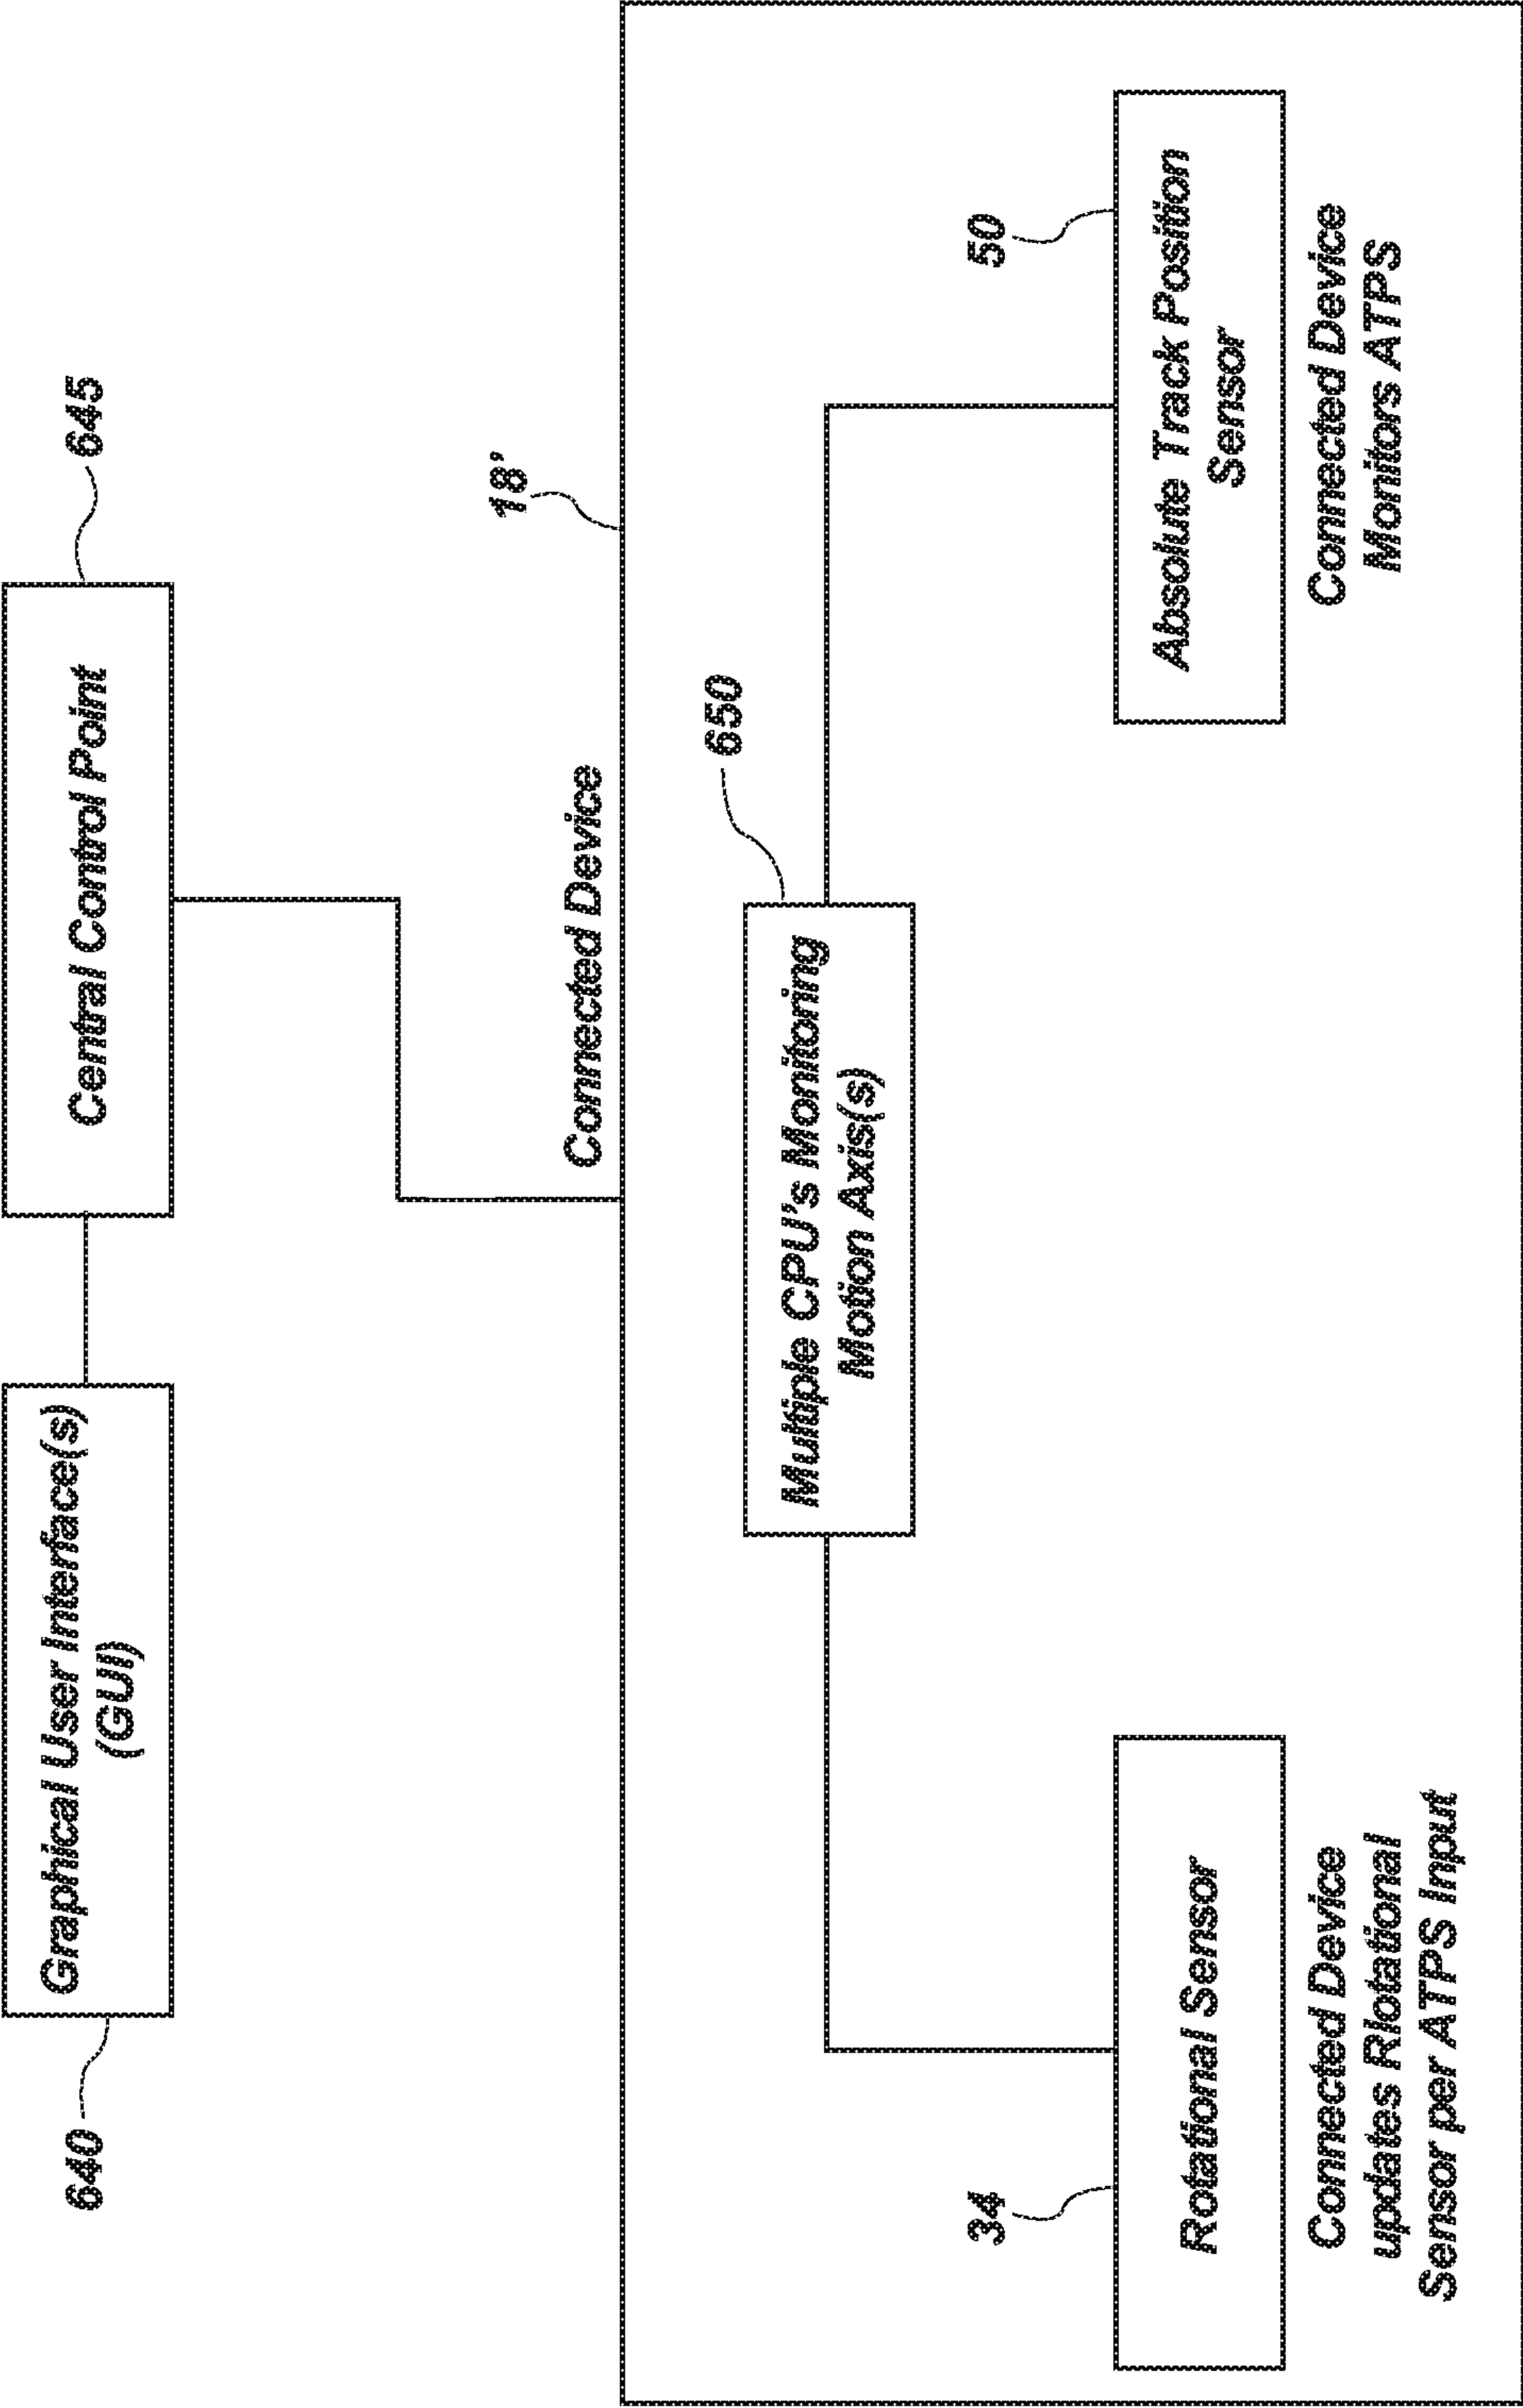 640
Graphical User Interface(s)
(GUI)
Central Control Point
645
18’
Connected Device
650
Multiple CPU's Monitoring
Motion Axis(s)
34
Rotational Sensor
Connected Device
updates Rlotational
Sensor per ATPS Input
50
Absolute Track Position
Sensor
Connected Device
Monitors ATPS